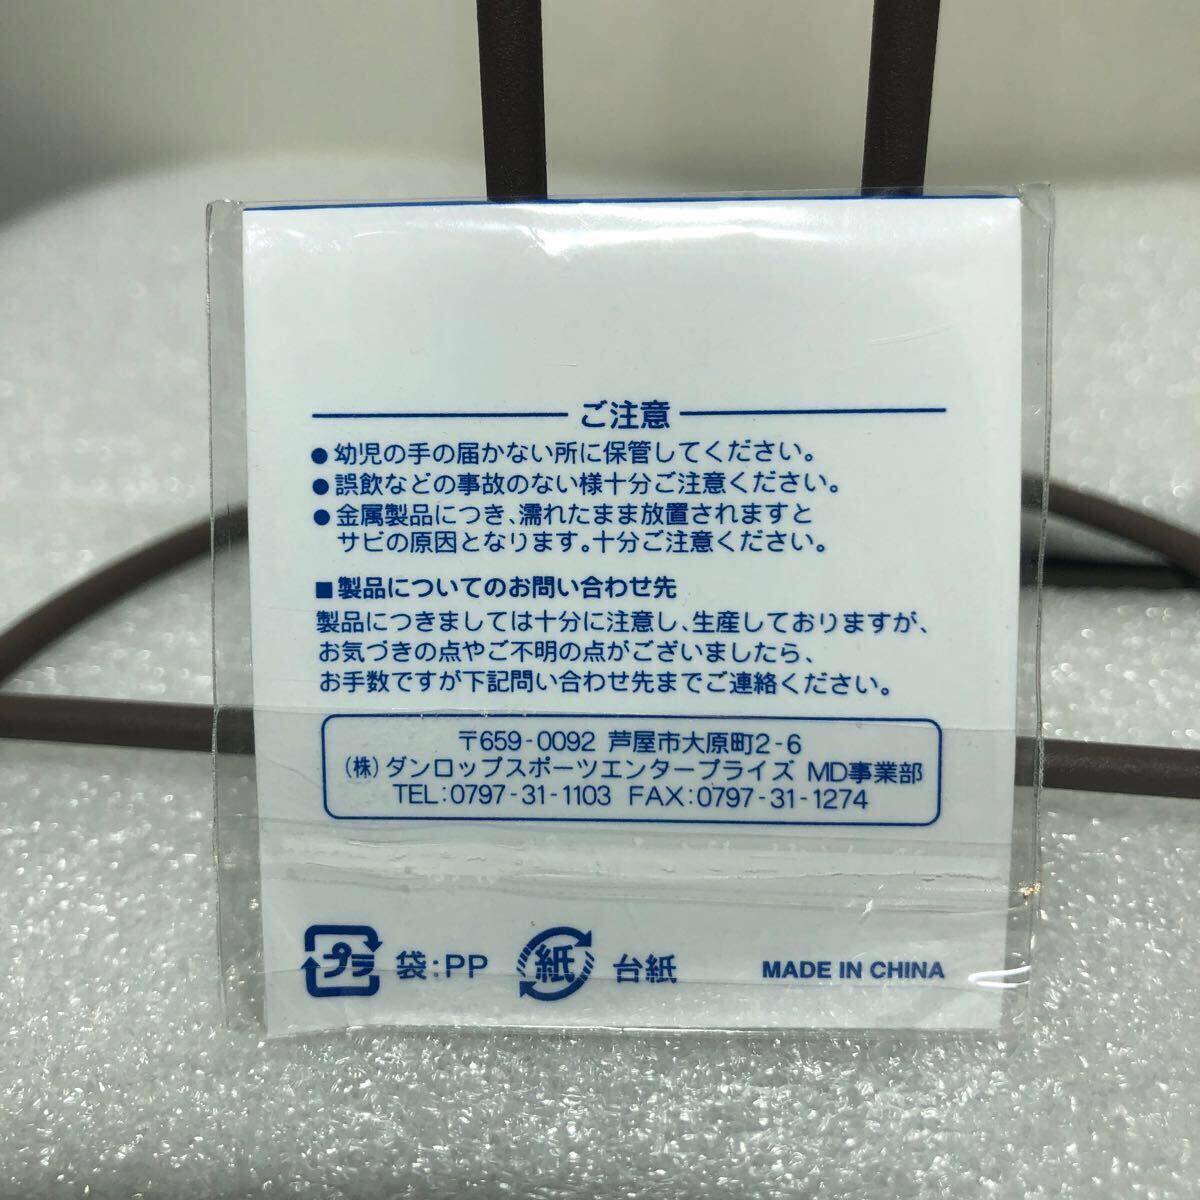 ご注意
●幼児の手の届かない所に保管してください。
●誤飲などの事故のない様十分ご注意ください。
●金属製品につき、濡れたまま放置されますと
サビの原因となります。十分ご注意ください。
■製品についてのお問い合わせ先
製品につきましては十分に注意し、生産しておりますが、
お気づきの点やご不明の点がございましたら、
お手数ですが下記問い合わせ先までご連絡ください。
〒659-0092 芦屋市大原町2-6
(株)ダンロップスポーツエンタープライズ MD事業部
TEL:0797-31-1103 FAX:0797-31-1274
プラ 袋:PP 紙 台紙 MADE IN CHINA